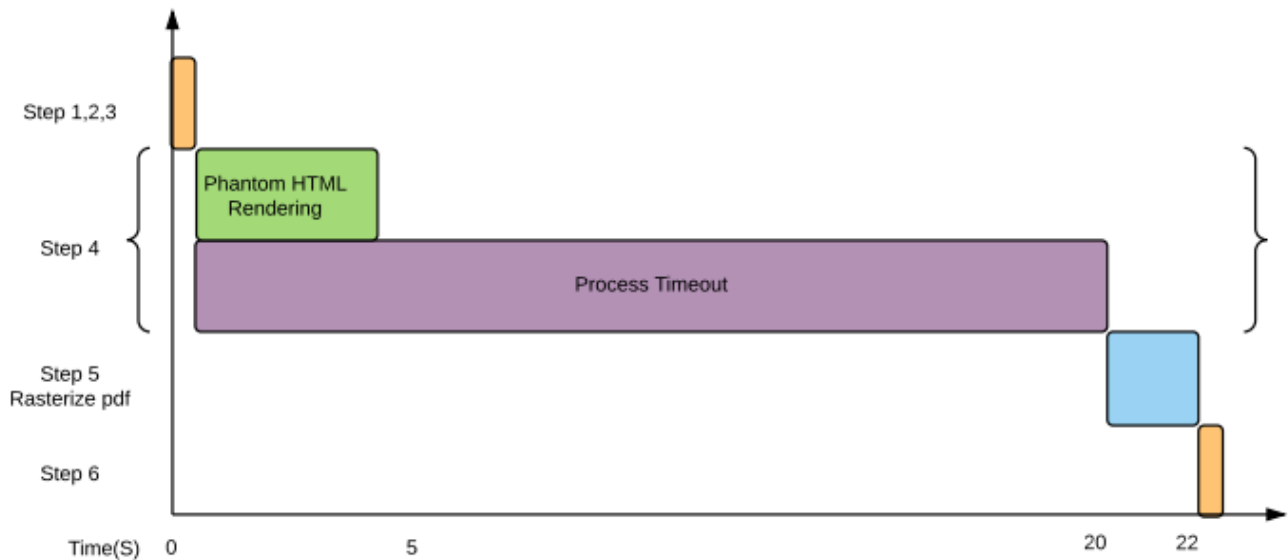 Step 1,2,3
Phantom HTML
Rendering
Step 4
Process Timeout
Step 5
Rasterize pdf
Step 6
Time(S) 0 5 20 22